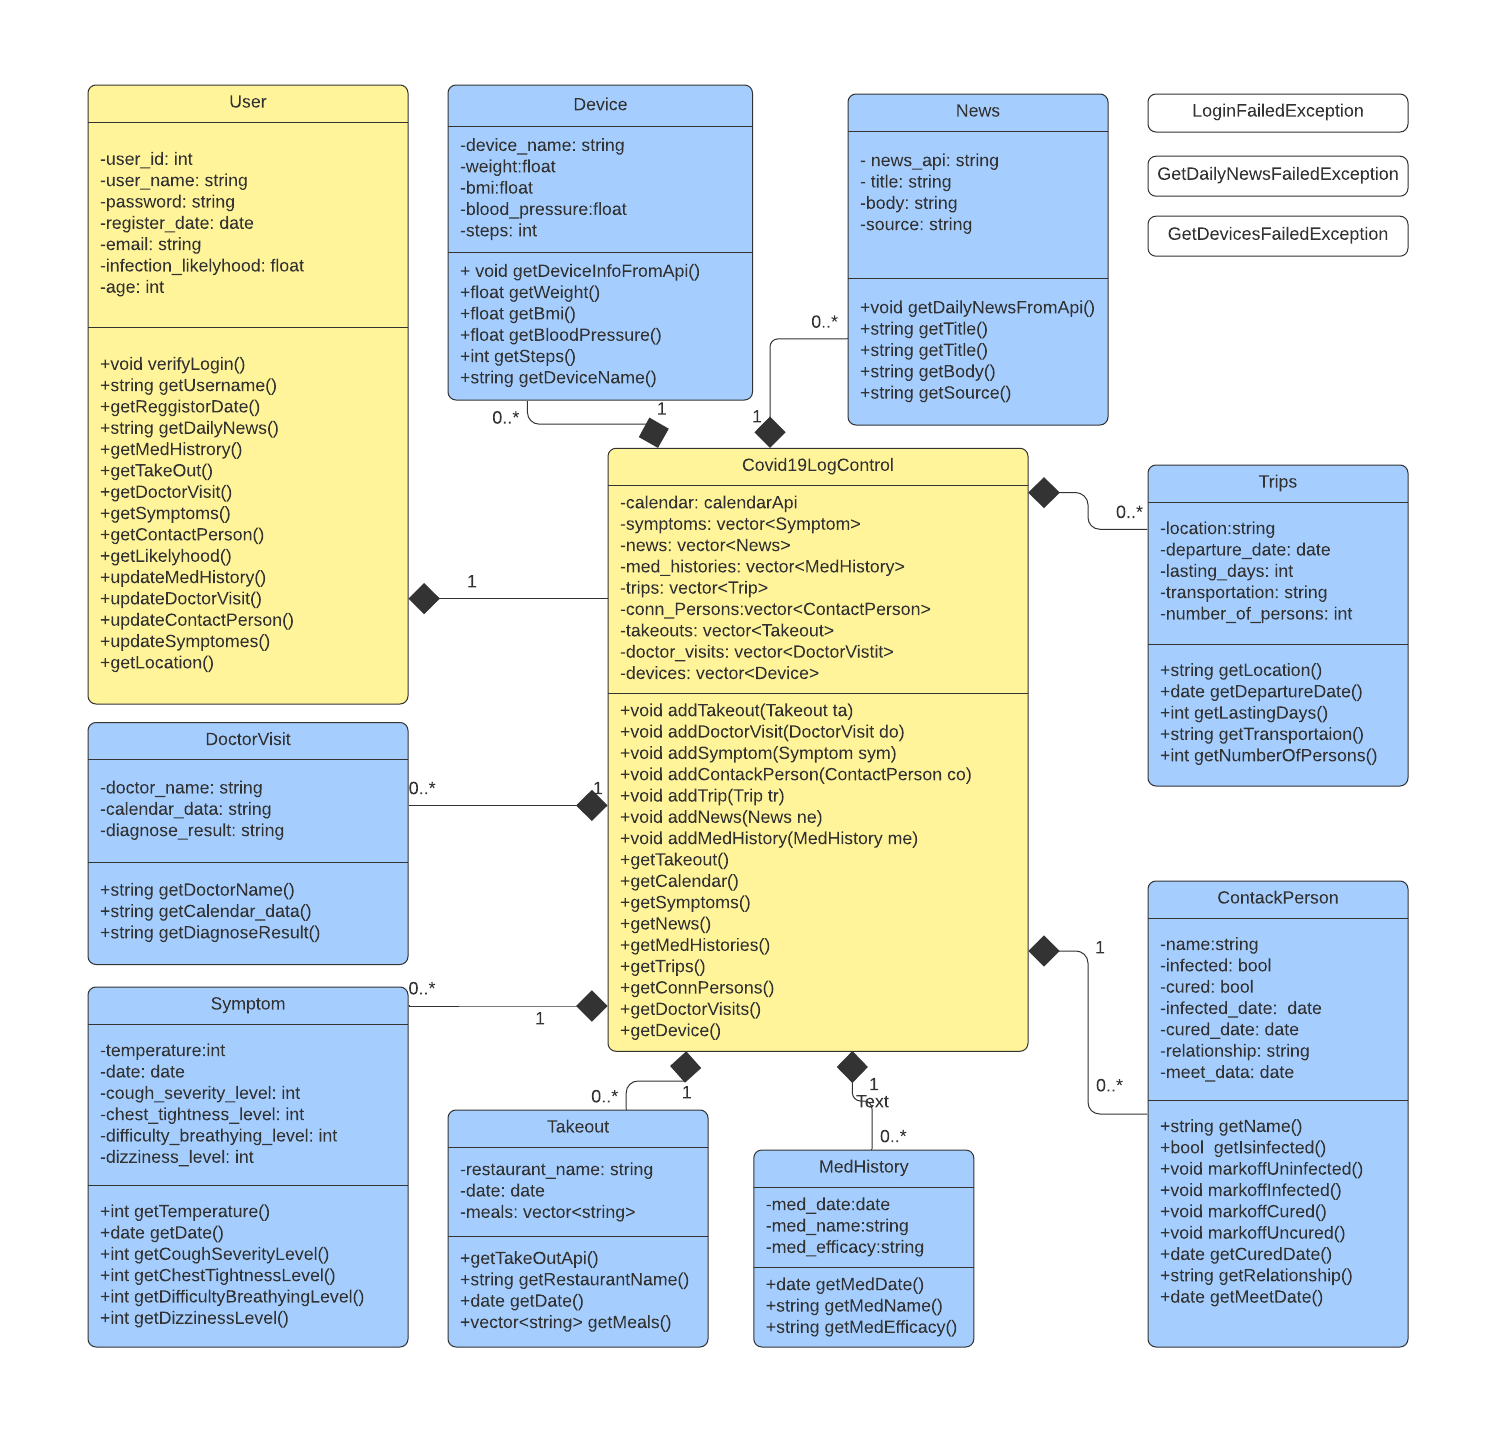 User
-user_id: int
-user_name: string
-password: string
-register_date: date
-email: string
-infection_likelyhood: float
-age: int
+void verifyLogin()
+string getUsername()
+getReggistorDate()
+string getDailyNews()
+getMedHistrory()
+getTakeOut()
+getDoctorVisit()
+getSymptoms()
+getContactPerson()
+getLikelyhood()
+updateMedHistory()
+updateDoctorVisit()
+updateContactPerson()
+updateSymptomes()
+getLocation()
Device
-device_name: string
-weight:float
-bmi:float
-blood_pressure:float
-steps: int
+ void getDeviceInfoFromApi()
+float getWeight()
+float getBmi()
+float getBloodPressure()
+int getSteps()
+string getDeviceName()
0..*
1
News
- news_api: string
- title: string
-body: string
-source: string
+void getDailyNewsFromApi()
+string getTitle()
+string getTitle()
+string getBody()
+string getSource()
0..*
1
LoginFailedException
GetDailyNewsFailedException
GetDevicesFailedException
Covid19LogControl
-calendar: calendarApi
-symptoms: vector<Symptom>
-news: vector<News>
-med_histories: vector<MedHistory>
-trips: vector<Trip>
-conn_Persons:vector<ContactPerson>
-takeouts: vector<Takeout>
-doctor_visits: vector<DoctorVistit>
-devices: vector<Device>
+void addTakeout(Takeout ta)
+void addDoctorVisit(DoctorVisit do)
+void addSymptom(Symptom sym)
+void addContackPerson(ContactPerson co)
+void addTrip(Trip tr)
+void addNews(News ne)
+void addMedHistory(MedHistory me)
+getTakeout()
+getCalendar()
+getSymptoms()
+getNews()
+getMedHistories()
+getTrips()
+getConnPersons()
+getDoctorVisits()
+getDevice()
1
0..*
Trips
-location:string
-departure_date: date
-lasting_days: int
-transportation: string
-number_of_persons: int
+string getLocation()
+date getDepartureDate()
+int getLastingDays()
+string getTransportaion()
+int getNumberOfPersons()
DoctorVisit
-doctor_name: string
-calendar_data: string
-diagnose_result: string
+string getDoctorName()
+string getCalendar_data()
+string getDiagnoseResult()
0..*
1
Symptom
-temperature:int
-date: date
-cough_severity_level: int
-chest_tightness_level: int
-difficulty_breathying_level: int
-dizziness_level: int
+int getTemperature()
+date getDate()
+int getCoughSeverityLevel()
+int getChestTightnessLevel()
+int getDifficultyBreathyingLevel()
+int getDizzinessLevel()
0..*
1
0..*
1
Takeout
-restaurant_name: string
-date: date
-meals: vector<string>
+getTakeOutApi()
+string getRestaurantName()
+date getDate()
+vector<string> getMeals()
1
Text
0..*
MedHistory
-med_date:date
-med_name:string
-med_efficacy:string
+date getMedDate()
+string getMedName()
+string getMedEfficacy()
1
0..*
ContackPerson
-name:string
-infected: bool
-cured: bool
-infected_date:  date
-cured_date: date
-relationship: string
-meet_data: date
+string getName()
+bool  getIsinfected()
+void markoffUninfected()
+void markoffInfected()
+void markoffCured()
+void markoffUncured()
+date getCuredDate()
+string getRelationship()
+date getMeetDate()